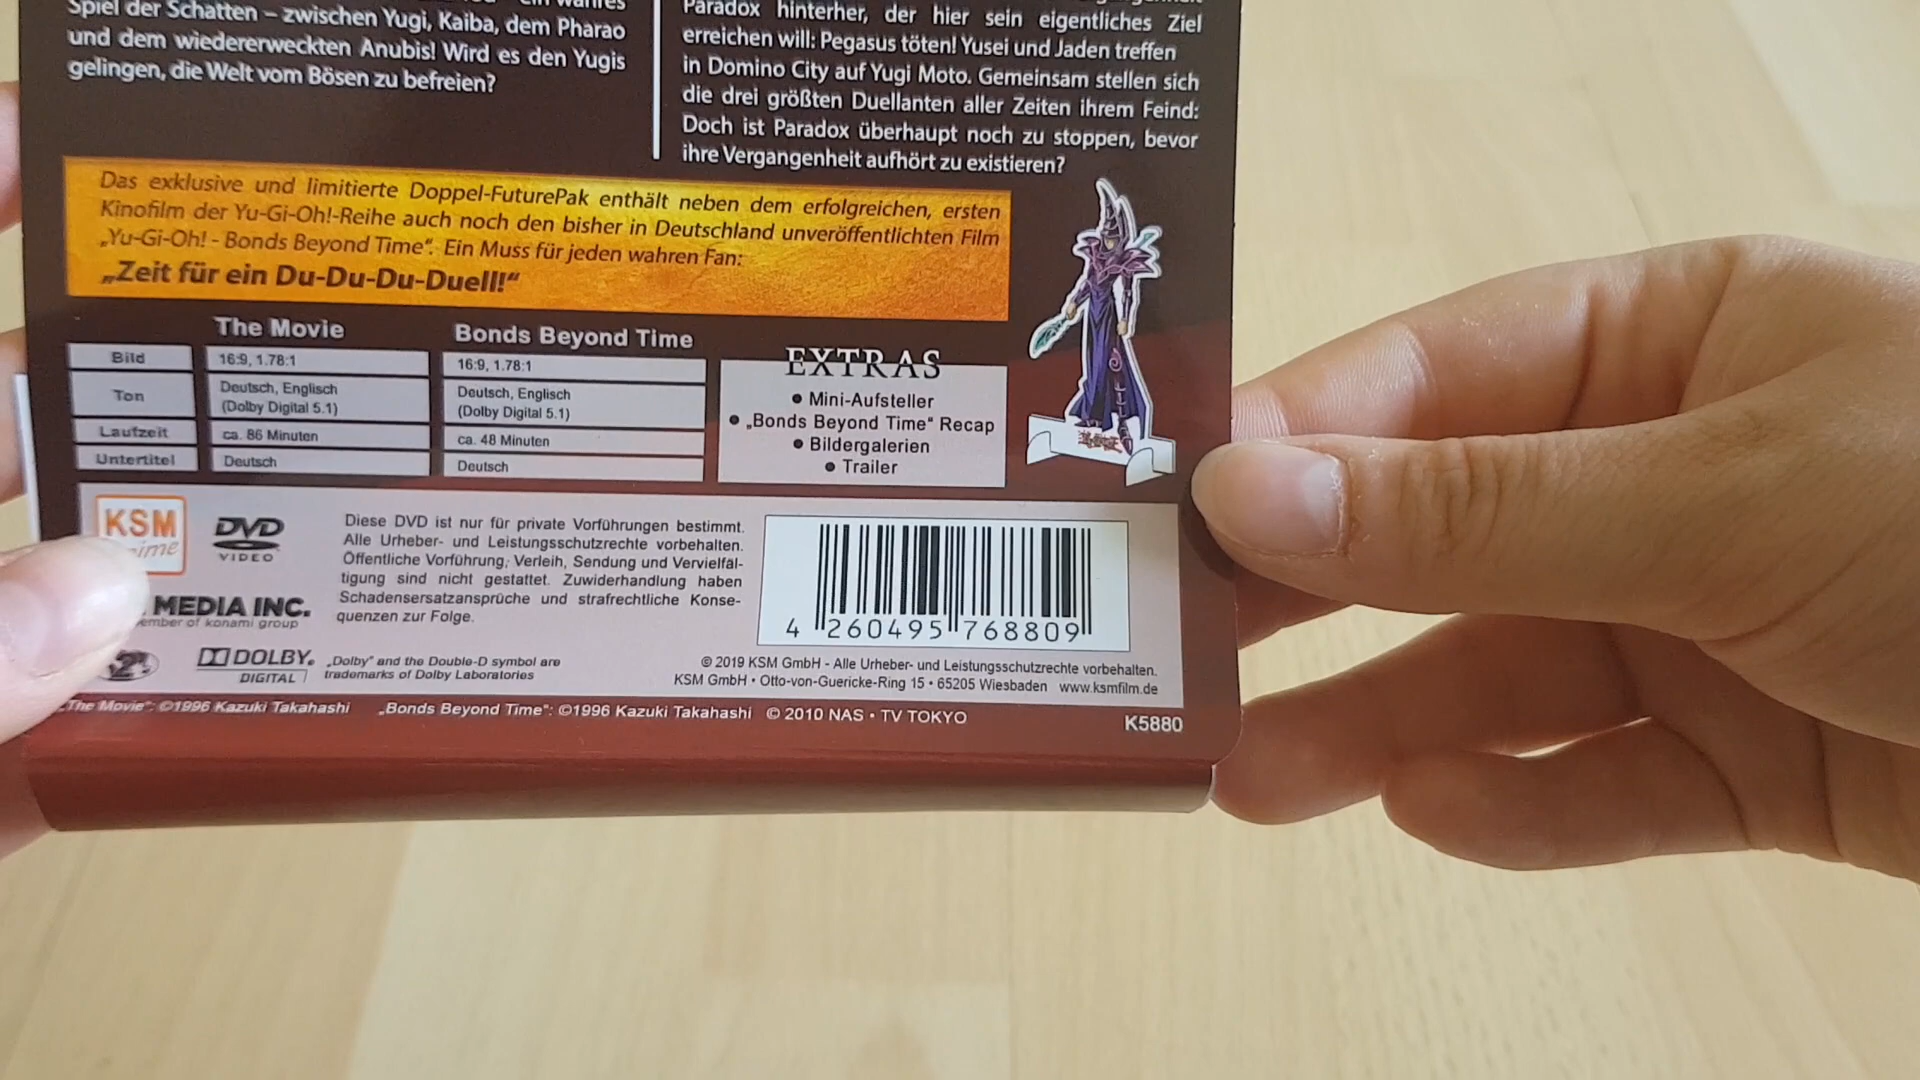 Spiel der Schatten – zwischen Yugi, Kaiba, dem Pharao
und dem wiedererweckten Anubis! Wird es den Yugis
gelingen, die Welt vom Bösen zu befreien?
Paradox hinterher, der hier sein eigentliches Ziel
erreichen will: Pegasus töten! Yusei und Jaden treffen
in Domino City auf Yugi Moto. Gemeinsam stellen sich
die drei größten Duellanten aller Zeiten ihrem Feind:
Doch ist Paradox überhaupt noch zu stoppen, bevor
ihre Vergangenheit aufhört zu existieren?
Das exklusive und limitierte Doppel-FuturePak enthält neben dem erfolgreichen, ersten
Kinofilm der Yu-Gi-Oh!-Reihe auch noch den bisher in Deutschland unveröffentlichten Film
„Yu-Gi-Oh! - Bonds Beyond Time“. Ein Muss für jeden wahren Fan:
„Zeit für ein Du-Du-Du-Duell!“
The Movie Bonds Beyond Time
Bild 16:9, 1.78:1 16:9, 1.78:1
Ton Deutsch, Englisch (Dolby Digital 5.1) Deutsch, Englisch (Dolby Digital 5.1)
Laufzeit ca. 86 Minuten ca. 48 Minuten
Untertitel Deutsch Deutsch
EXTRAS
• Mini-Aufsteller
• „Bonds Beyond Time“ Recap
• Bildergalerien
• Trailer
KSM
DVD
VIDEO
MEDIA INC.
member of konami group
DOLBY.
DIGITAL
„Dolby“ and the Double-D symbol are
trademarks of Dolby Laboratories
Diese DVD ist nur für private Vorführungen bestimmt.
Alle Urheber- und Leistungsschutzrechte vorbehalten.
Öffentliche Vorführung, Verleih, Sendung und Vervielfäl-
tigung sind nicht gestattet. Zuwiderhandlung haben
Schadensersatzansprüche und strafrechtliche Konse-
quenzen zur Folge.
4 260495 768809
© 2019 KSM GmbH - Alle Urheber- und Leistungsschutzrechte vorbehalten.
KSM GmbH • Otto-von-Guericke-Ring 15 • 65205 Wiesbaden www.ksmfilm.de
„The Movie“: ©1996 Kazuki Takahashi „Bonds Beyond Time“: ©1996 Kazuki Takahashi © 2010 NAS • TV TOKYO
K5880